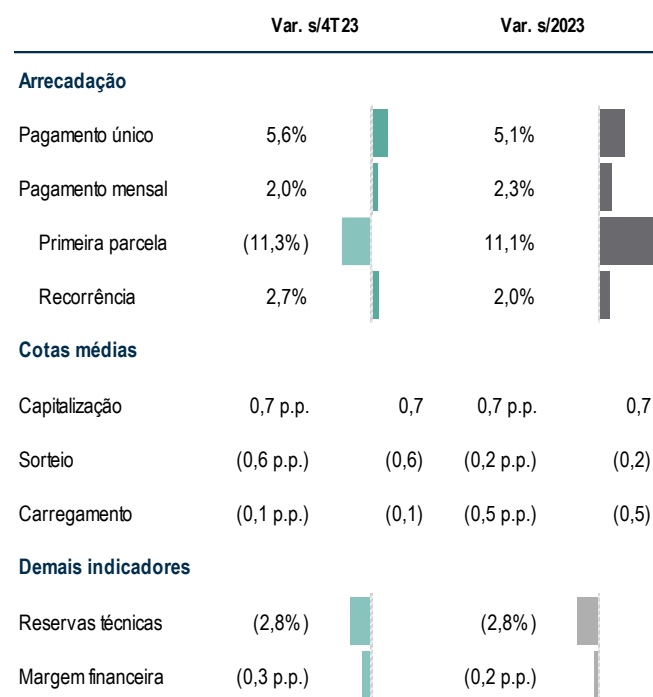 Var. s/4T23 Var. s/2023
Arrecadação
Pagamento único 5,6% 5,1%
Pagamento mensal 2,0% 2,3%
Primeira parcela (11,3%) 11,1%
Recorrência 2,7% 2,0%
Cotas médias
Capitalização 0,7 p.p. 0,7 0,7 p.p. 0,7
Sorteio (0,6 p.p.) (0,6) (0,2 p.p.) (0,2)
Carregamento (0,1 p.p.) (0,1) (0,5 p.p.) (0,5)
Demais indicadores
Reservas técnicas (2,8%) (2,8%)
Margem financeira (0,3 p.p.) (0,2 p.p.)